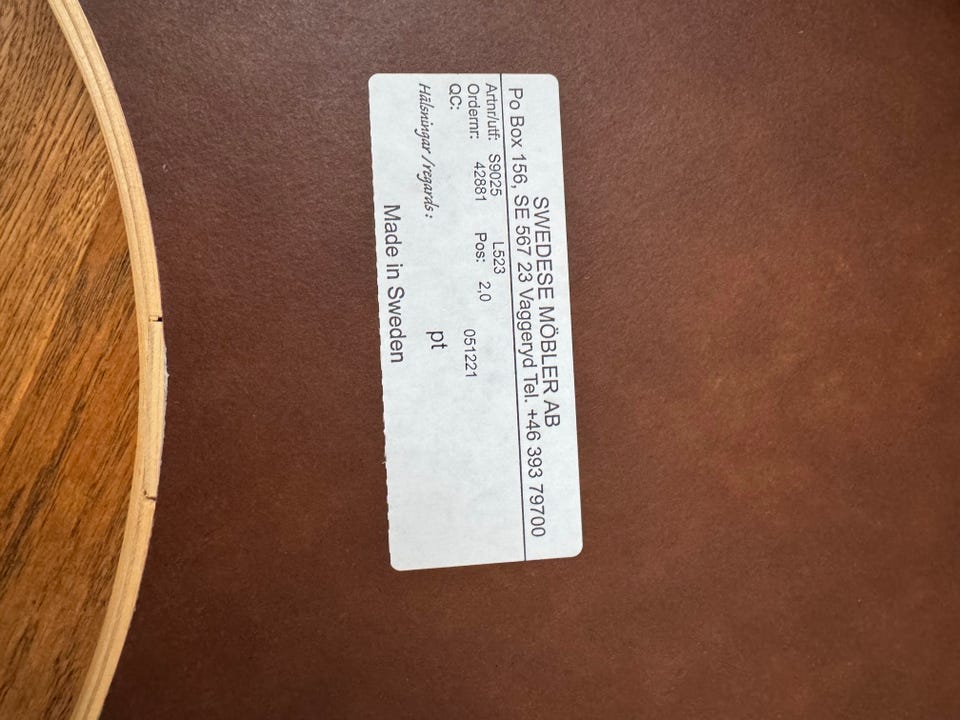 SWEDESE MÖBLER AB
Po Box 156, SE 567 23 Vaggeryd Tel. +46 393 79700
Artnr/utf: S9025 L523
Ordernr: 42881 Pos: 2,0 051221
QC:
Hälsningar /regards: pt
Made in Sweden